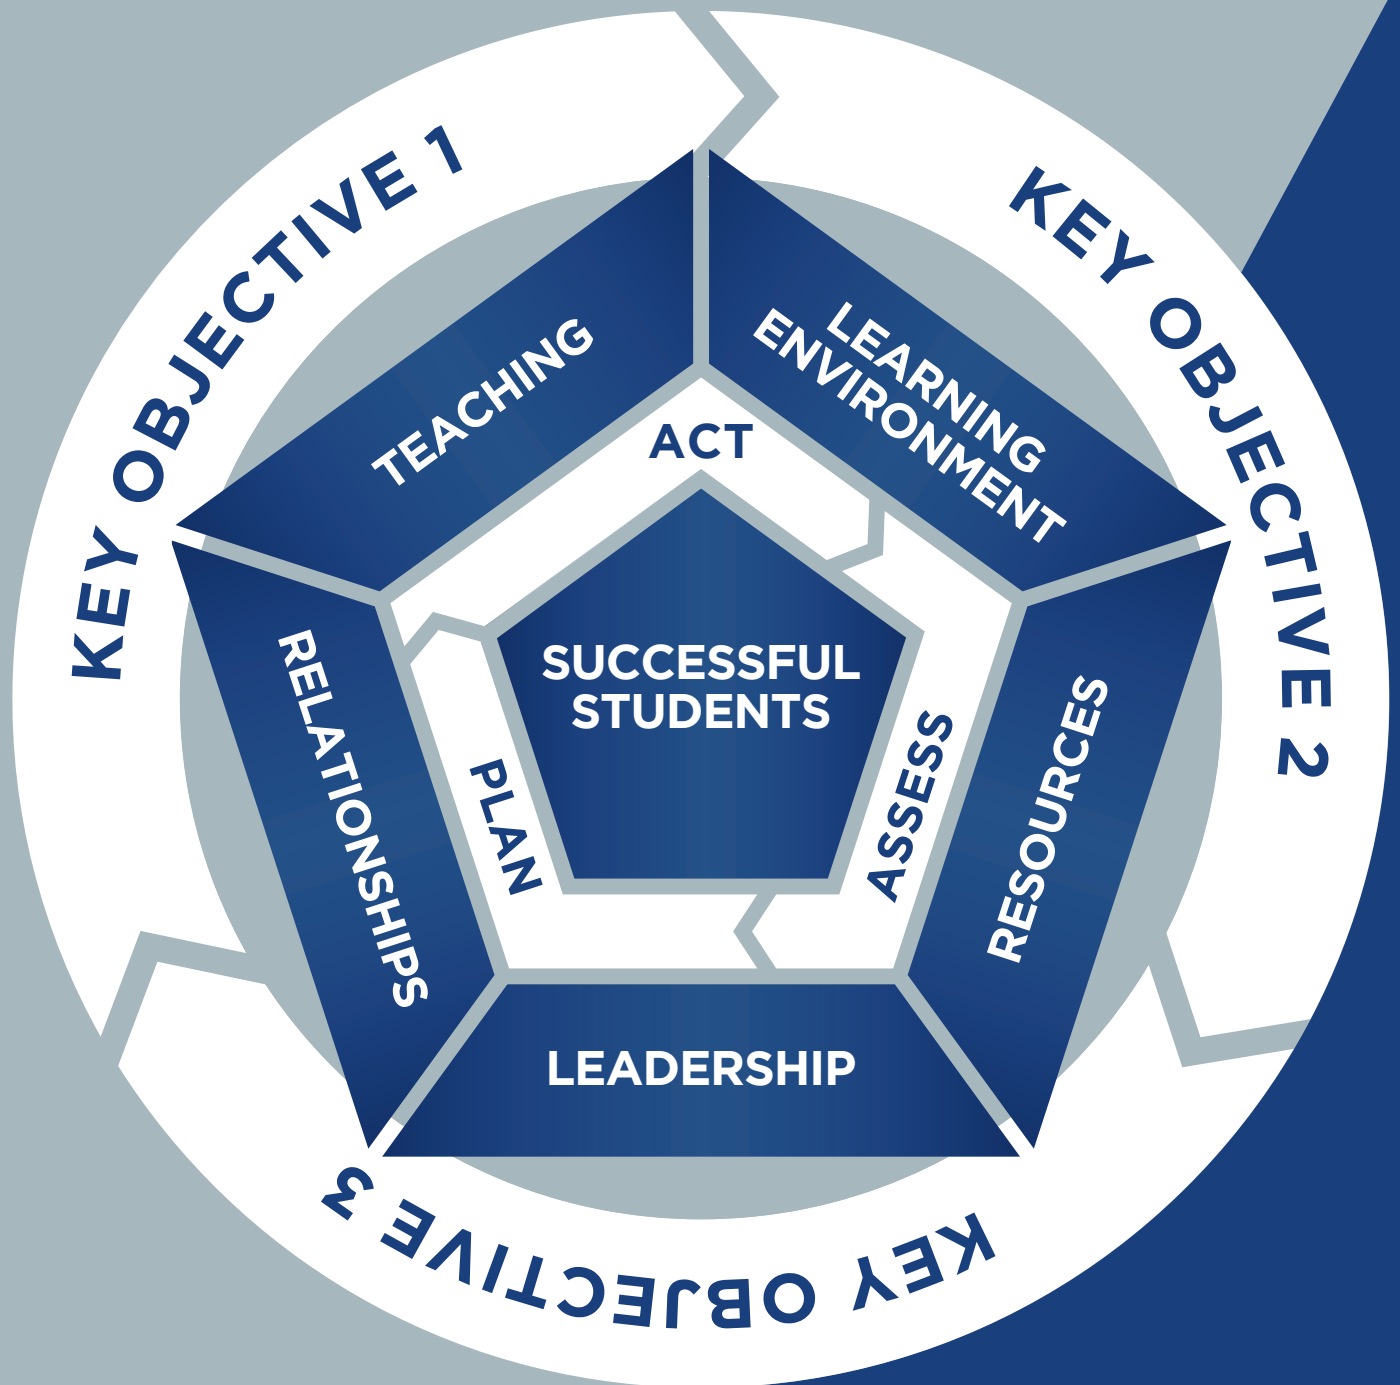 KEY OBJECTIVE 1
KEY OBJECTIVE 2
KEY OBJECTIVE 3
TEACHING
LEARNING
ENVIRONMENT
RESOURCES
LEADERSHIP
RELATIONSHIPS
ACT
ASSESS
PLAN
SUCCESSFUL
STUDENTS